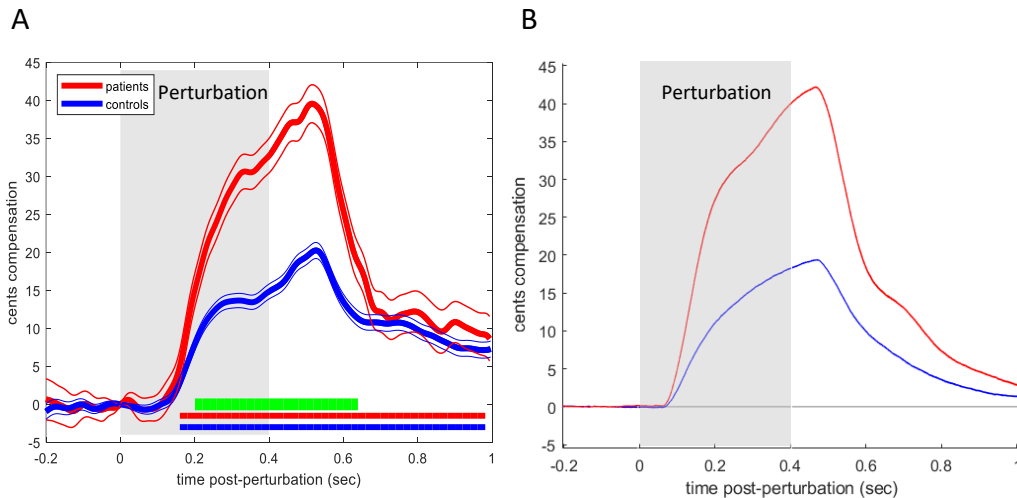 A
45
40
35
30
25
20
15
10
5
0
-5
cents compensation
patients
controls
Perturbation
-0.2 0 0.2 0.4 0.6 0.8 1
time post-perturbation (sec)
B
45
40
35
30
25
20
15
10
5
0
-5
cents compensation
Perturbation
-0.2 0 0.2 0.4 0.6 0.8 1
time post-perturbation (sec)